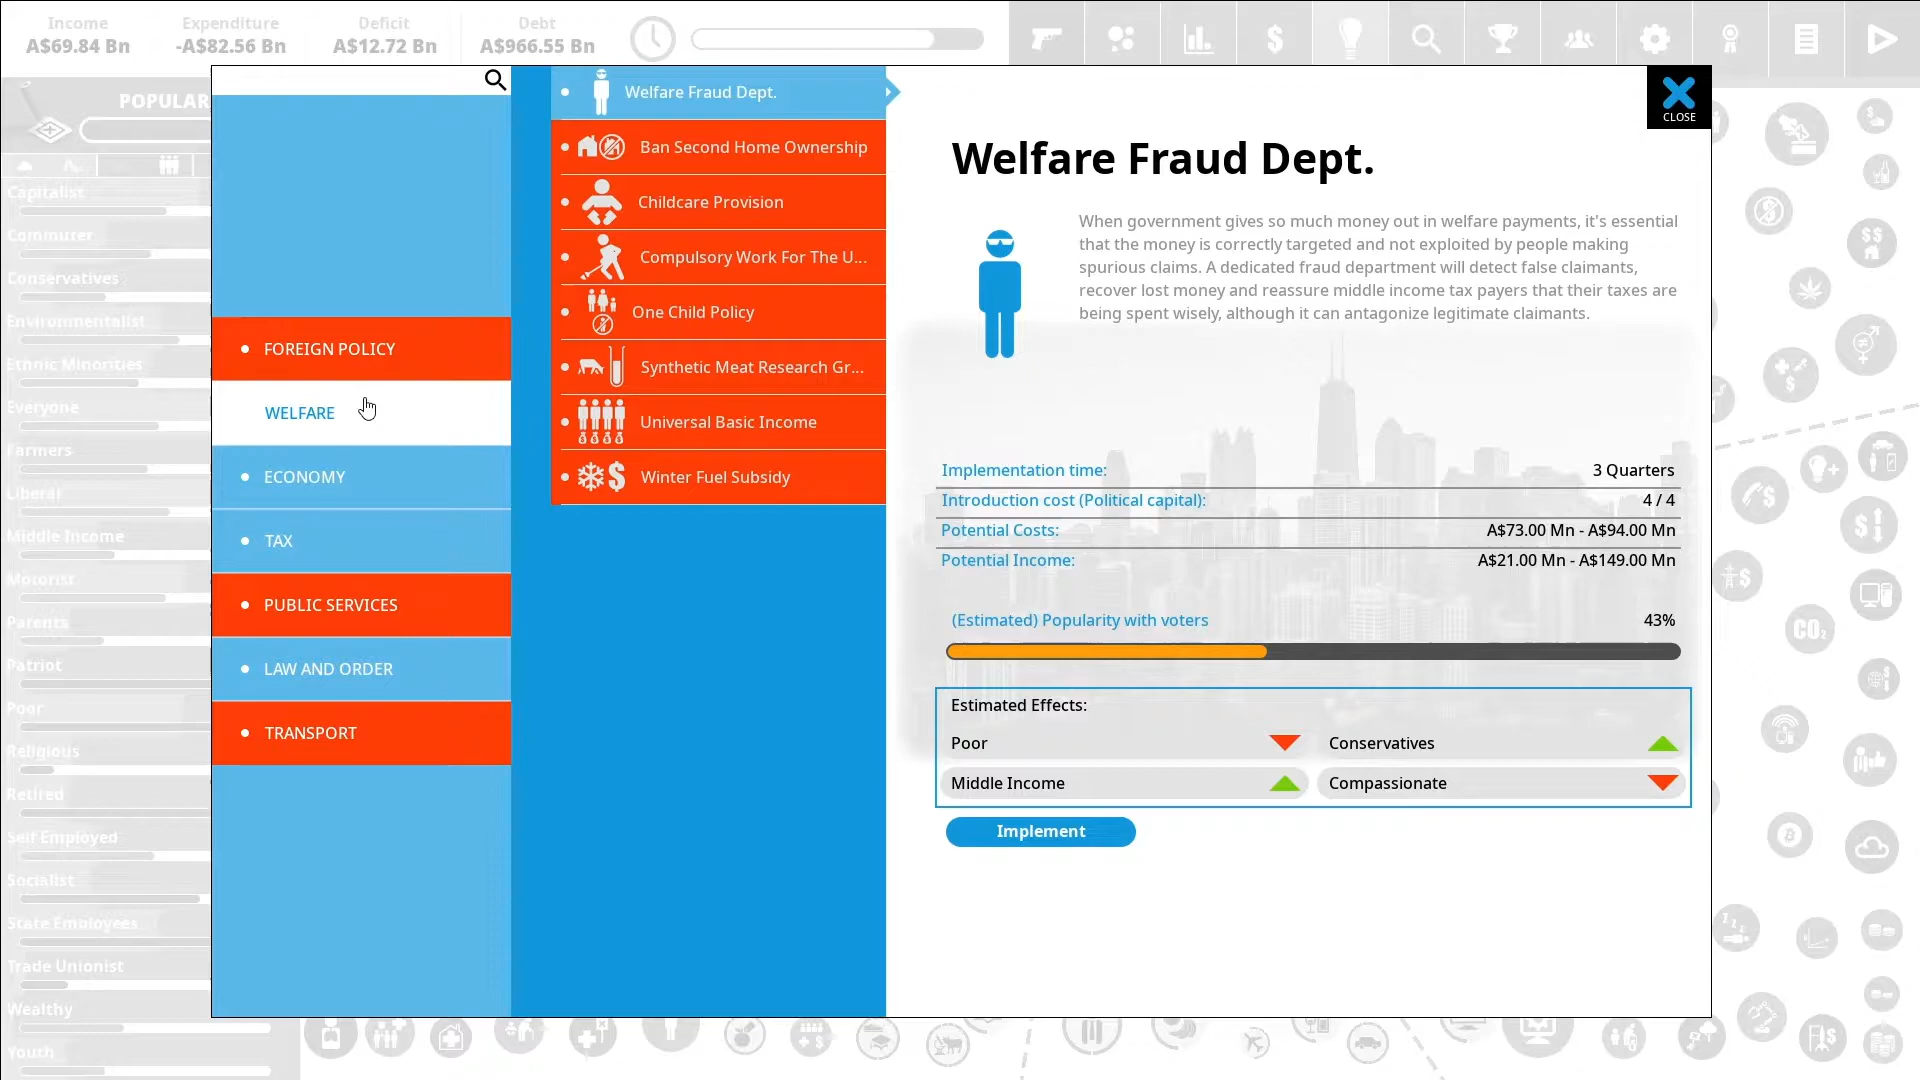 Income
A$69.84 Bn
Expenditure
-A$82.56 Bn
Deficit
A$12.72 Bn
Debt
A$966.55 Bn
POPULAR
Capitalist
Commuter
Conservatives
Environmentalist
Ethnic Minorities
Everyone
Farmers
Liberal
Middle Income
Motorist
Parents
Patriot
Poor
Religious
Retired
Self Employed
Socialist
State Employees
Trade Unionist
Wealthy
Youth
FOREIGN POLICY
WELFARE
ECONOMY
TAX
PUBLIC SERVICES
LAW AND ORDER
TRANSPORT
Welfare Fraud Dept.
Ban Second Home Ownership
Childcare Provision
Compulsory Work For The U...
One Child Policy
Synthetic Meat Research Gr...
Universal Basic Income
Winter Fuel Subsidy
CLOSE
Welfare Fraud Dept.
When government gives so much money out in welfare payments, it's essential
that the money is correctly targeted and not exploited by people making
spurious claims. A dedicated fraud department will detect false claimants,
recover lost money and reassure middle income tax payers that their taxes are
being spent wisely, although it can antagonize legitimate claimants.
Implementation time: 3 Quarters
Introduction cost (Political capital): 4 / 4
Potential Costs: A$73.00 Mn - A$94.00 Mn
Potential Income: A$21.00 Mn - A$149.00 Mn
(Estimated) Popularity with voters 43%
Estimated Effects:
Poor
Conservatives
Middle Income
Compassionate
Implement
CO2